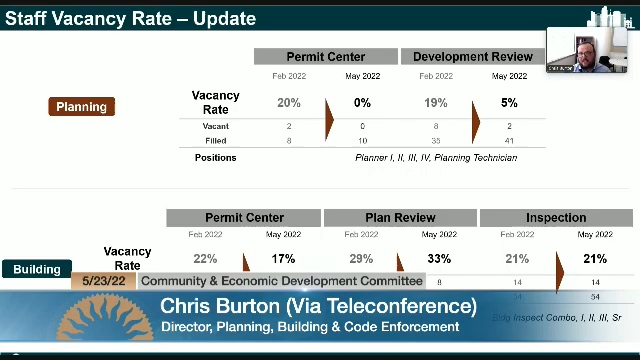 Staff Vacancy Rate – Update
Chris Burton
Permit Center Development Review
Feb 2022 May 2022 Feb 2022 May 2022
Planning
Vacancy Rate 20% 0% 19% 5%
Vacant 2 0 8 2
Filled 8 10 35 41
Positions Planner I, II, III, IV, Planning Technician
Permit Center Plan Review Inspection
Feb 2022 May 2022 Feb 2022 May 2022 Feb 2022 May 2022
Building
Vacancy Rate 22% 17% 29% 33% 21% 21%
8 14 14
54 54
Bldg Inspect Combo, I, II, III, Sr
5/23/22 Community & Economic Development Committee
Chris Burton (Via Teleconference)
Director, Planning, Building & Code Enforcement